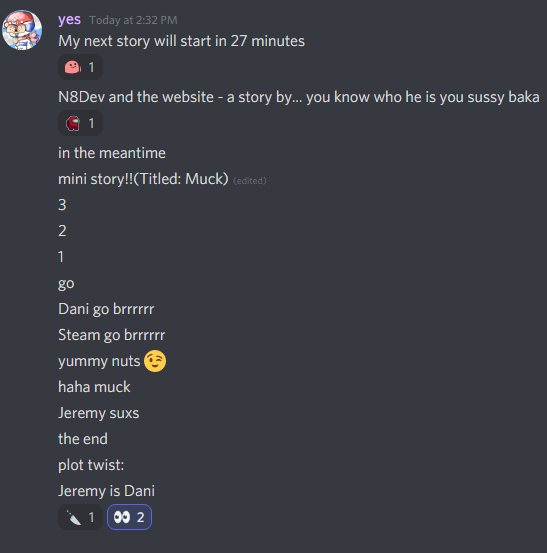 yes Today at 2:32 PM
My next story will start in 27 minutes
1
N8Dev and the website - a story by... you know who he is you sussy baka
1
in the meantime
mini story!!(Titled: Muck) (edited)
3
2
1
go
Dani go brrrrrr
Steam go brrrrrr
yummy nuts 😉
haha muck
Jeremy suxs
the end
plot twist:
Jeremy is Dani
1 2